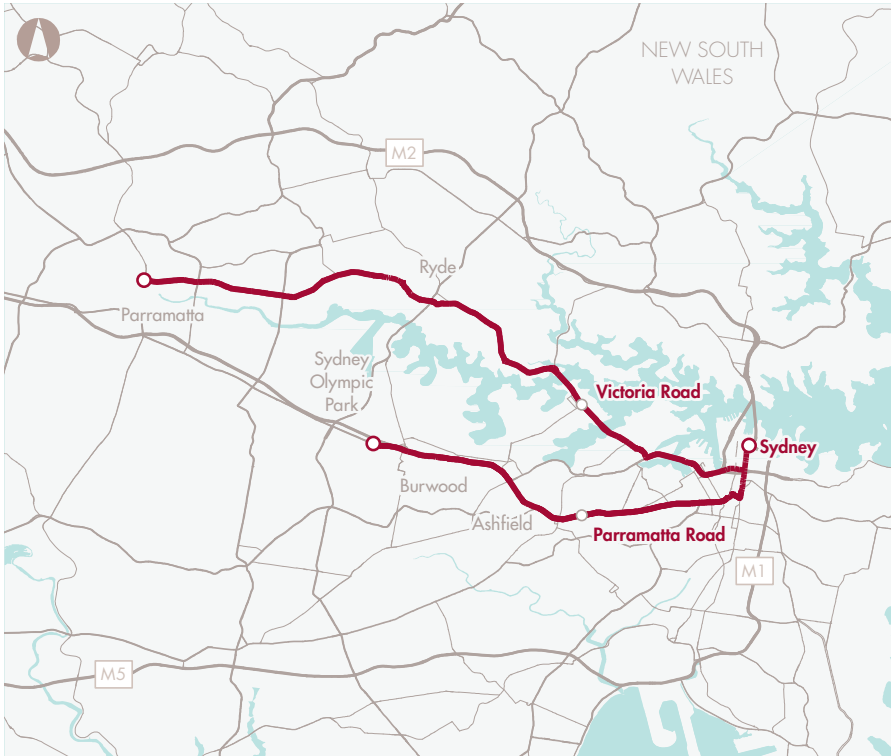 NEW SOUTH
WALES
M2
Ryde
Parramatta
Sydney
Olympic
Park
Victoria Road
Sydney
Burwood
Ashfield
Parramatta Road
M1
M5